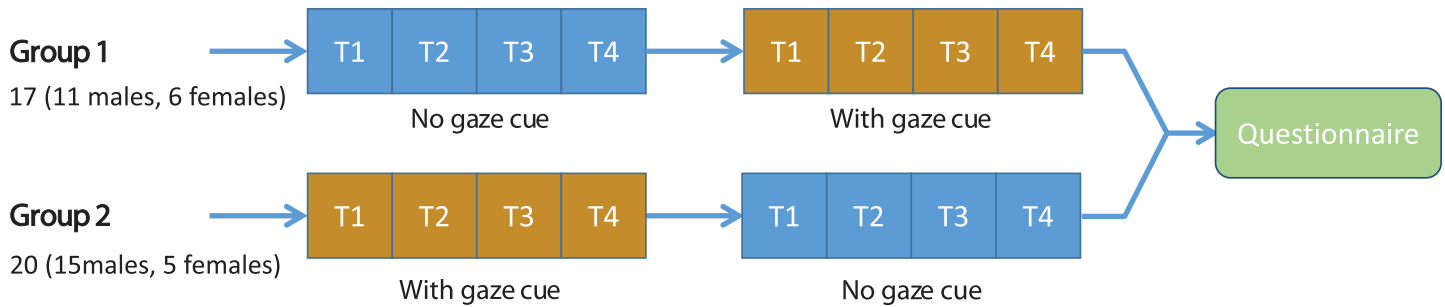 Group 1
17 (11 males, 6 females)
T1 T2 T3 T4
No gaze cue
T1 T2 T3 T4
With gaze cue
Group 2
20 (15males, 5 females)
T1 T2 T3 T4
With gaze cue
T1 T2 T3 T4
No gaze cue
Questionnaire